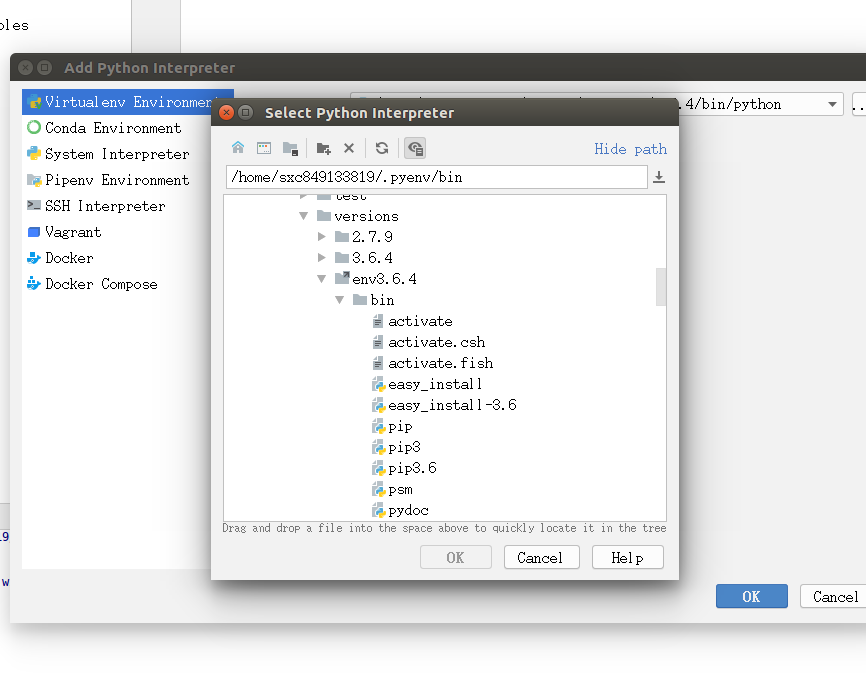 Add Python Interpreter
Virtualenv Environment
Conda Environment
System Interpreter
Pipenv Environment
SSH Interpreter
Vagrant
Docker
Docker Compose
.4/bin/python
...
Select Python Interpreter
Hide path
/home/sxc849133819/.pyenv/bin
test
versions
2.7.9
3.6.4
env3.6.4
bin
activate
activate.csh
activate.fish
easy_install
easy_install-3.6
pip
pip3
pip3.6
psm
pydoc
Drag and drop a file into the space above to quickly locate it in the tree
OK Cancel Help
OK Cancel